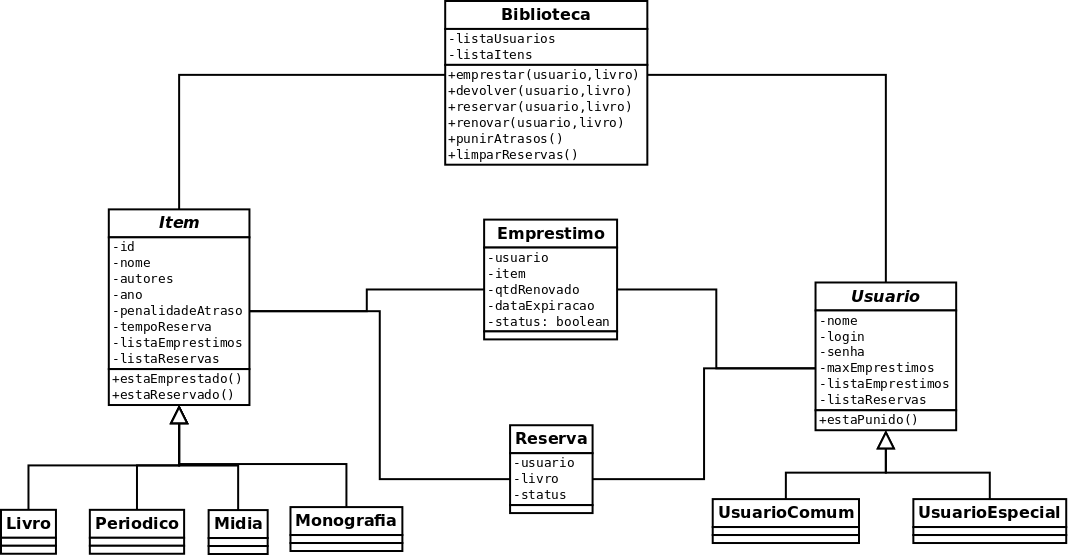 Biblioteca
-listaUsuarios
-listaItens
+emprestar(usuario,livro)
+devolver(usuario,livro)
+reservar(usuario,livro)
+renovar(usuario,livro)
+punirAtrasos()
+limparReservas()
Item
-id
-nome
-autores
-ano
-penalidadeAtraso
-tempoReserva
-listaEmprestimos
-listaReservas
+estaEmprestado()
+estaReservado()
Emprestimo
-usuario
-item
-qtdRenovado
-dataExpiracao
-status: boolean
Usuario
-nome
-login
-senha
-maxEmprestimos
-listaEmprestimos
-listaReservas
+estaPunido()
Reserva
-usuario
-livro
-status
Livro
Periodico
Midia
Monografia
UsuarioComum
UsuarioEspecial